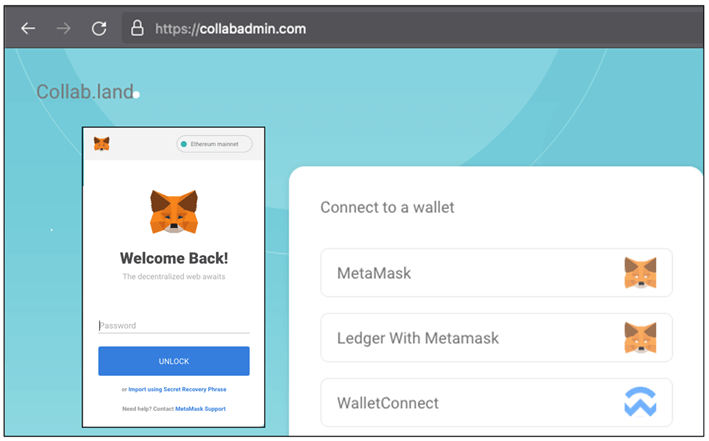 https://collabadmin.com
Collab.land
Ethereum mainnet
Welcome Back!
The decentralized web awaits
Password
UNLOCK
or Import using Secret Recovery Phrase
Need help? Contact MetaMask Support
Connect to a wallet
MetaMask
Ledger With Metamask
WalletConnect